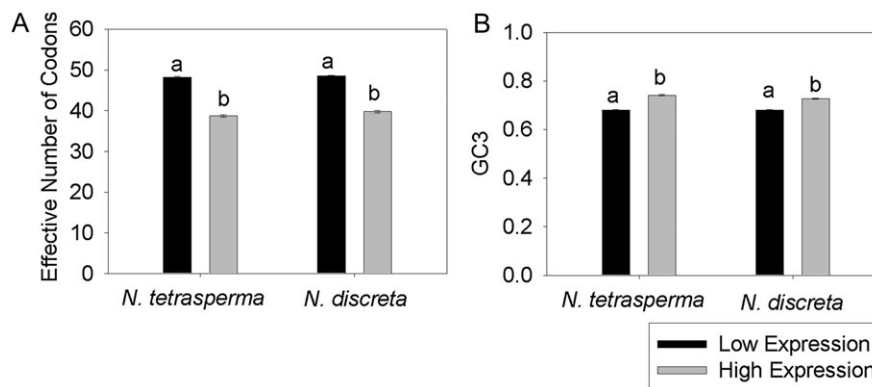 A
Effective Number of Codons
60
50
40
30
20
10
0
a
b
a
b
N. tetrasperma
N. discreta
B
GC3
1.0
0.8
0.6
0.4
0.2
0.0
a
b
a
b
N. tetrasperma
N. discreta
Low Expression
High Expression